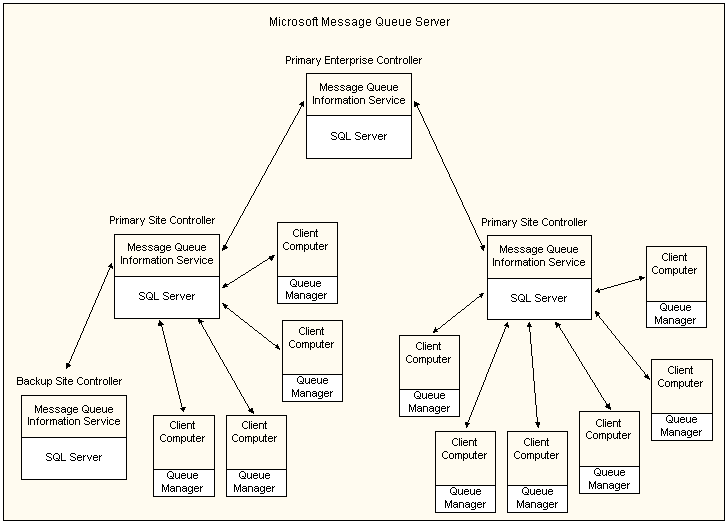 Microsoft Message Queue Server
Primary Enterprise Controller
Message Queue
Information Service
SQL Server
Primary Site Controller
Message Queue
Information Service
SQL Server
Client
Computer
Queue
Manager
Client
Computer
Queue
Manager
Backup Site Controller
Message Queue
Information Service
SQL Server
Client
Computer
Queue
Manager
Client
Computer
Queue
Manager
Primary Site Controller
Message Queue
Information Service
SQL Server
Client
Computer
Queue
Manager
Client
Computer
Queue
Manager
Client
Computer
Queue
Manager
Client
Computer
Queue
Manager
Client
Computer
Queue
Manager
Client
Computer
Queue
Manager